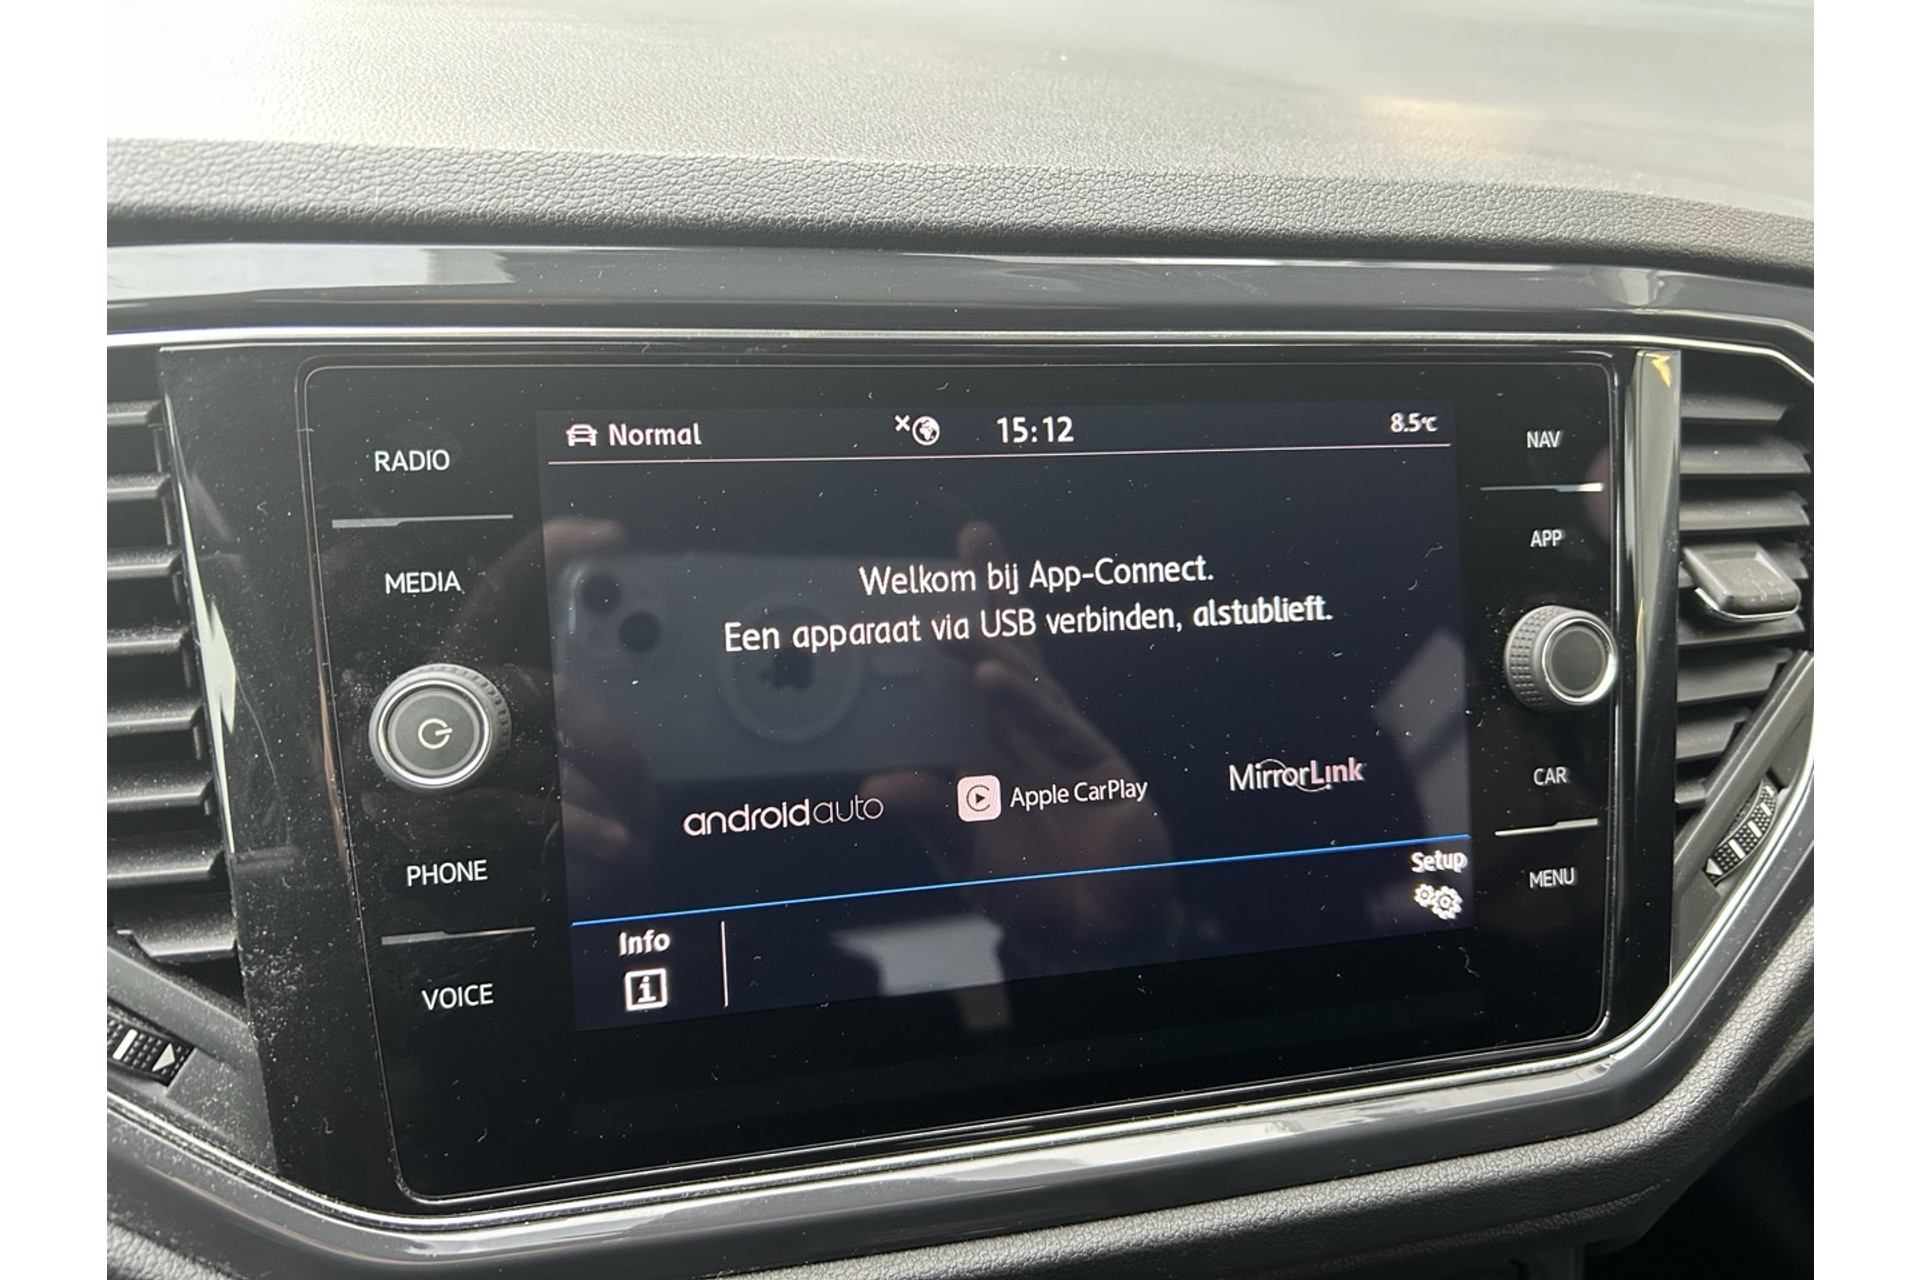 Normal
15:12
8.5°C
RADIO
MEDIA
PHONE
VOICE
Welkom bij App-Connect.
Een apparaat via USB verbinden, alstublieft.
androidauto
Apple CarPlay
MirrorLink
Info
Setup
NAV
APP
CAR
MENU